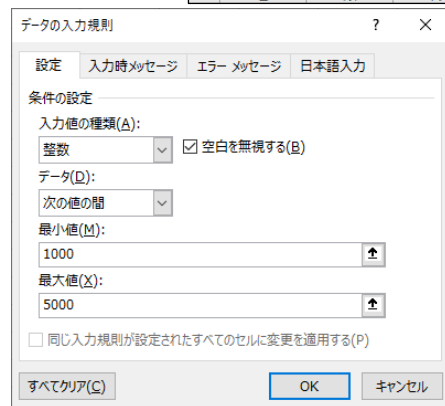 データの入力規則 ? ×
設定 入力時メッセージ エラー メッセージ 日本語入力
条件の設定
入力値の種類(A):
整数 空白を無視する(B)
データ(D):
次の値の間
最小値(M):
1000
最大値(X):
5000
同じ入力規則が設定されたすべてのセルに変更を適用する(P)
すべてクリア(C) OK キャンセル